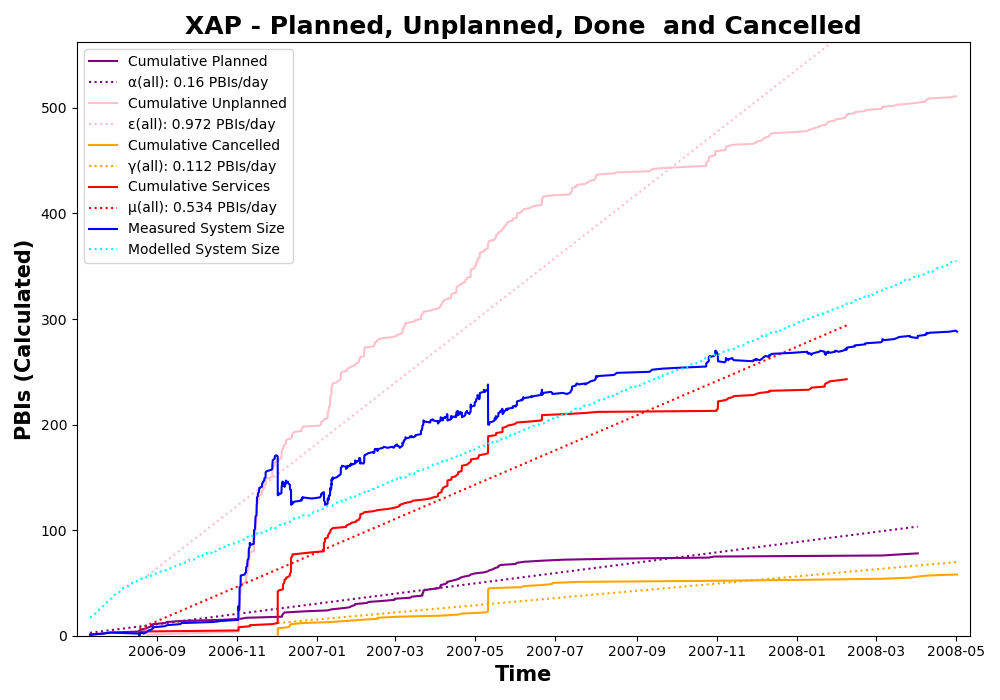 XAP - Planned, Unplanned, Done  and Cancelled
Cumulative Planned
α(all): 0.16 PBIs/day
Cumulative Unplanned
ε(all): 0.972 PBIs/day
Cumulative Cancelled
γ(all): 0.112 PBIs/day
Cumulative Services
μ(all): 0.534 PBIs/day
Measured System Size
Modelled System Size
500
400
300
200
100
0
PBIs (Calculated)
2006-09 2006-11 2007-01 2007-03 2007-05 2007-07 2007-09 2007-11 2008-01 2008-03 2008-05
Time